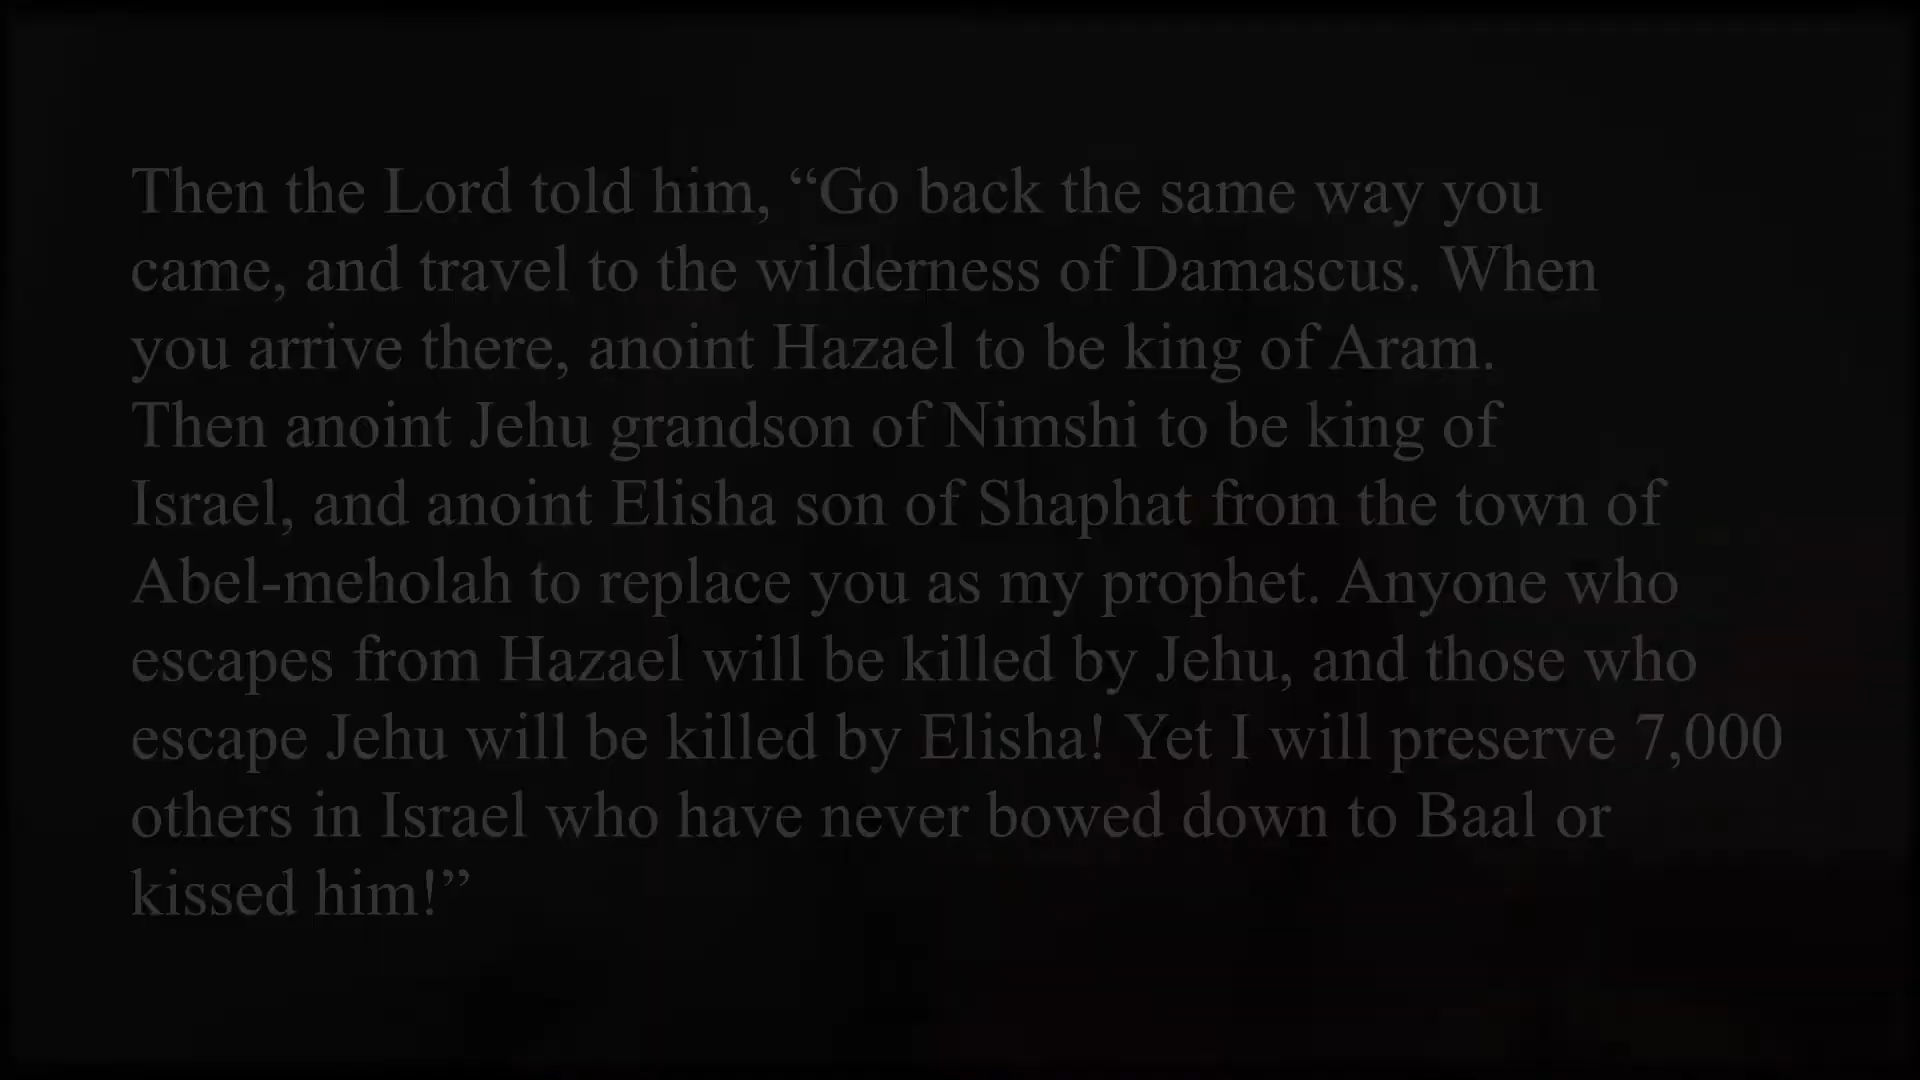 Then the Lord told him, “Go back the same way you
came, and travel to the wilderness of Damascus. When
you arrive there, anoint Hazael to be king of Aram.
Then anoint Jehu grandson of Nimshi to be king of
Israel, and anoint Elisha son of Shaphat from the town of
Abel-meholah to replace you as my prophet. Anyone who
escapes from Hazael will be killed by Jehu, and those who
escape Jehu will be killed by Elisha! Yet I will preserve 7,000
others in Israel who have never bowed down to Baal or
kissed him!”